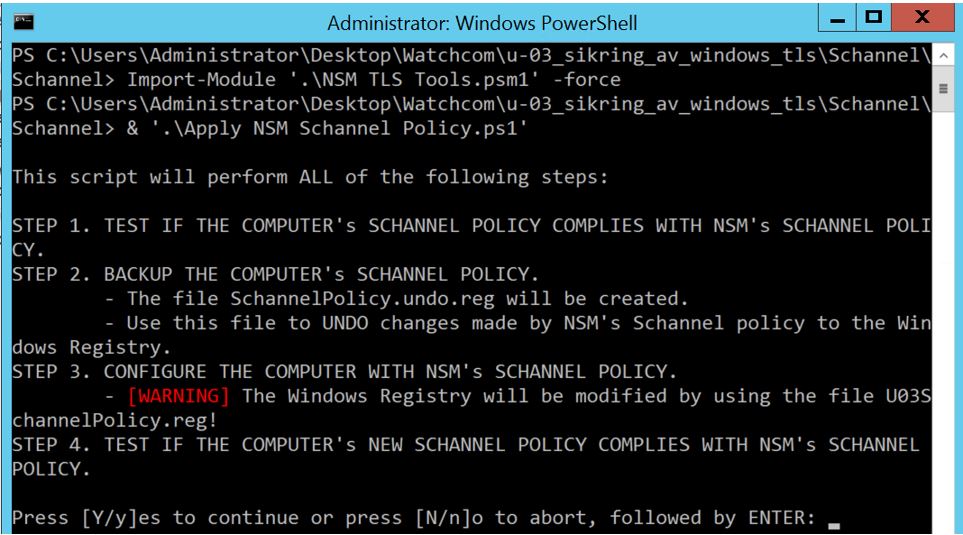 Administrator: Windows PowerShell
PS C:\Users\Administrator\Desktop\Watchcom\u-03_sikring_av_windows_tls\Schannel\
Schannel> Import-Module '.\NSM TLS Tools.psm1' -force
PS C:\Users\Administrator\Desktop\Watchcom\u-03_sikring_av_windows_tls\Schannel\
Schannel> & '.\Apply NSM Schannel Policy.ps1'
This script will perform ALL of the following steps:
STEP 1. TEST IF THE COMPUTER's SCHANNEL POLICY COMPLIES WITH NSM's SCHANNEL POLI
CY.
STEP 2. BACKUP THE COMPUTER's SCHANNEL POLICY.
- The file SchannelPolicy.undo.reg will be created.
- Use this file to UNDO changes made by NSM's Schannel policy to the Win
dows Registry.
STEP 3. CONFIGURE THE COMPUTER WITH NSM's SCHANNEL POLICY.
- [WARNING] The Windows Registry will be modified by using the file U03S
channelPolicy.reg!
STEP 4. TEST IF THE COMPUTER's NEW SCHANNEL POLICY COMPLIES WITH NSM's SCHANNEL
POLICY.
Press [Y/y]es to continue or press [N/n]o to abort, followed by ENTER: _